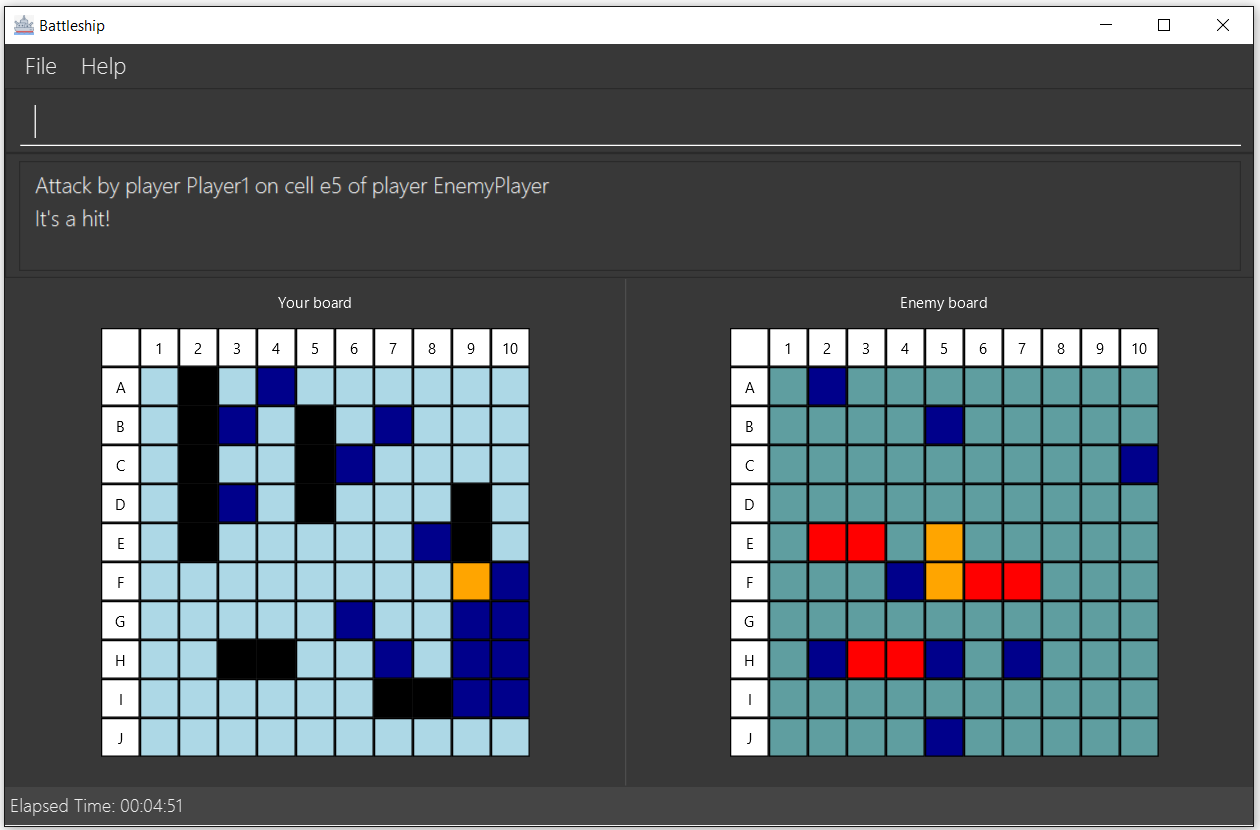 Battleship
File Help
Attack by player Player1 on cell e5 of player EnemyPlayer
It's a hit!
Your board
1 2 3 4 5 6 7 8 9 10
A
B
C
D
E
F
G
H
I
J
Enemy board
1 2 3 4 5 6 7 8 9 10
A
B
C
D
E
F
G
H
I
J
Elapsed Time: 00:04:51